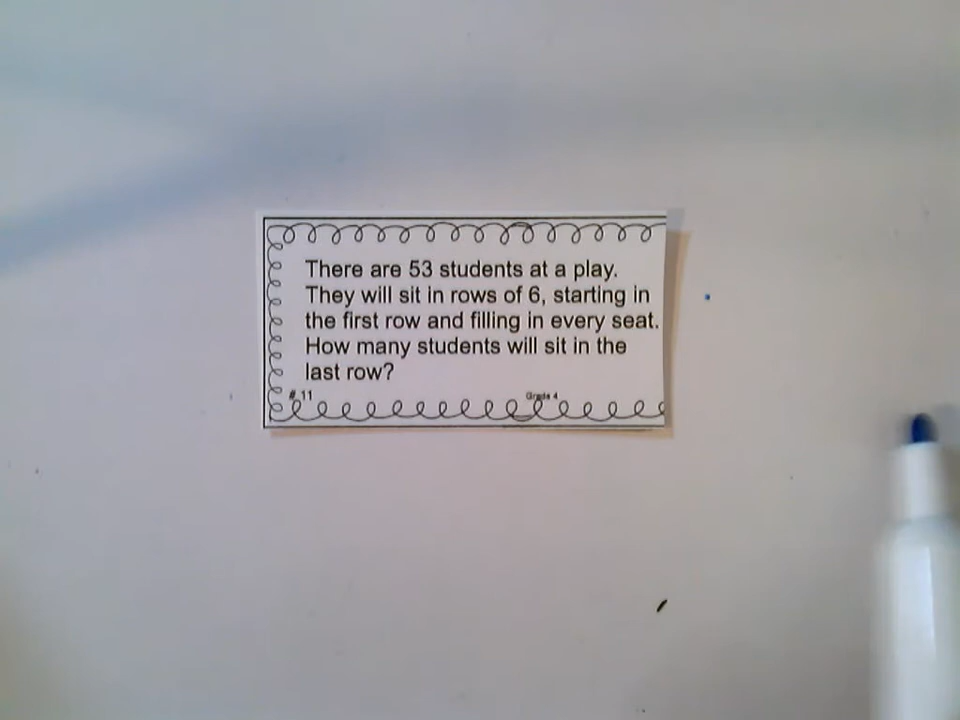 There are 53 students at a play.
They will sit in rows of 6, starting in
the first row and filling in every seat.
How many students will sit in the
last row?
# 11 Grade 4